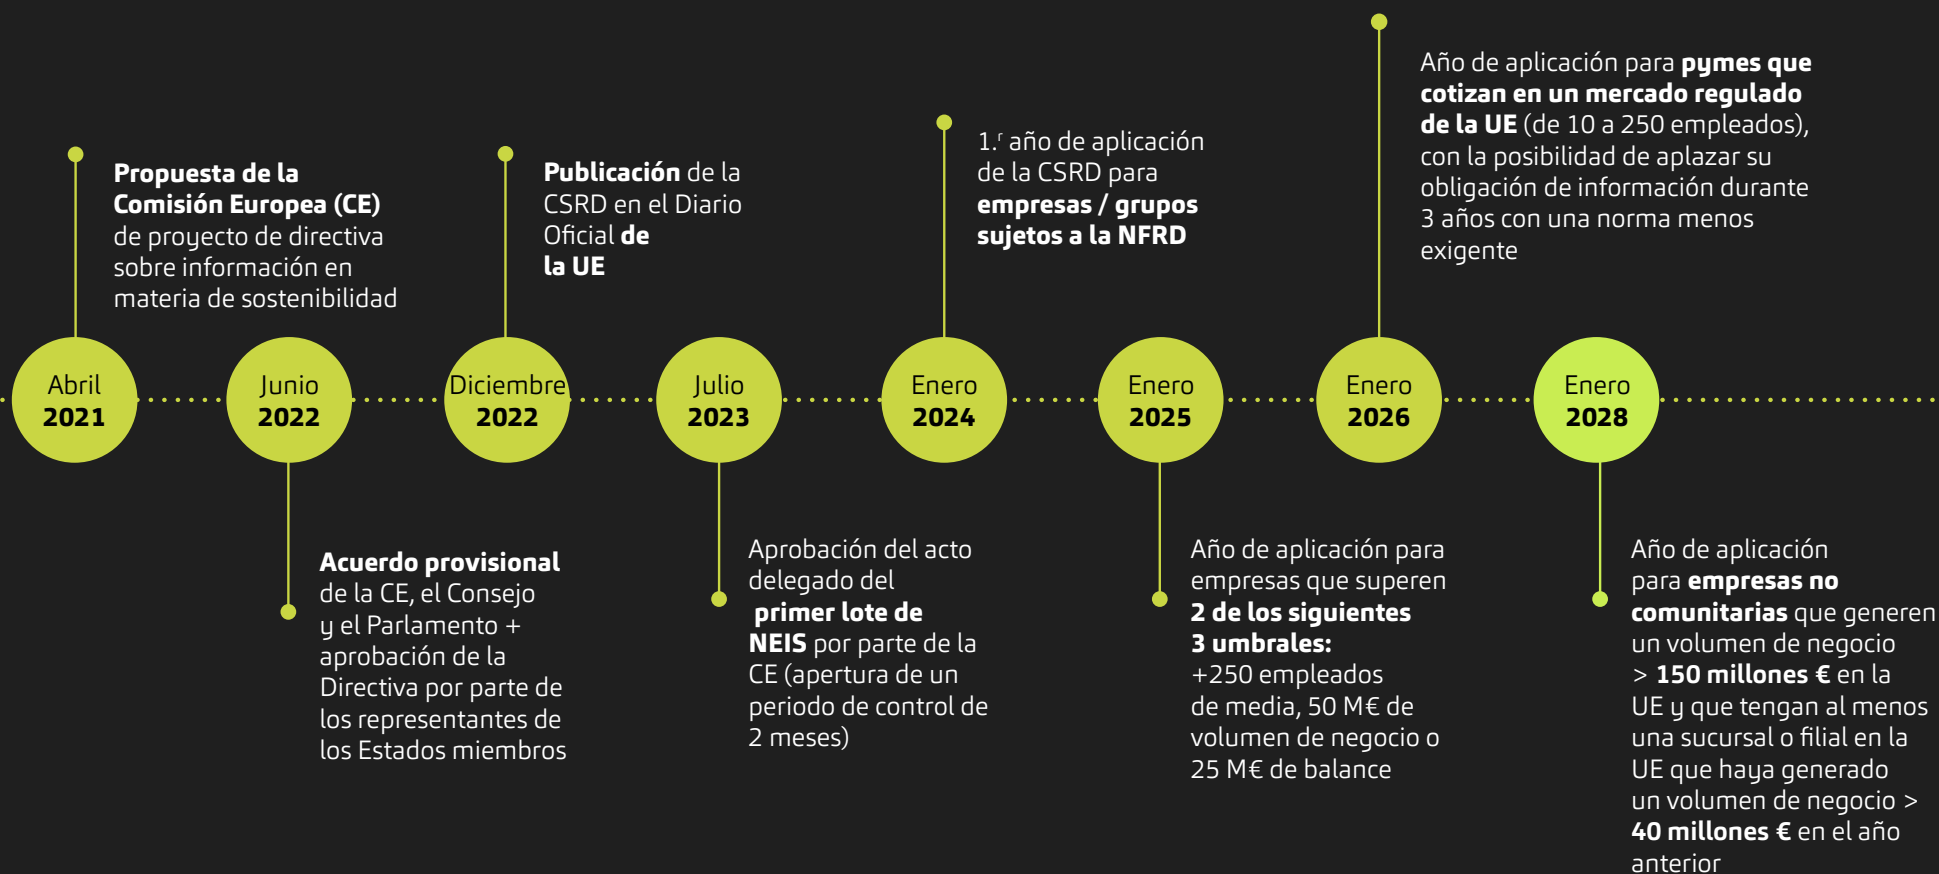 Propuesta de la
Comisión Europea (CE)
de proyecto de directiva
sobre información en
materia de sostenibilidad
Abril
2021
Acuerdo provisional
de la CE, el Consejo
y el Parlamento +
aprobación de la
Directiva por parte de
los representantes de
los Estados miembros
Junio
2022
Publicación de la
CSRD en el Diario
Oficial de
la UE
Diciembre
2022
Aprobación del acto
delegado del
primer lote de
NEIS por parte de la
CE (apertura de un
periodo de control de
2 meses)
Julio
2023
1.r año de aplicación
de la CSRD para
empresas / grupos
sujetos a la NFRD
Enero
2024
Año de aplicación para
empresas que superen
2 de los siguientes
3 umbrales:
+250 empleados
de media, 50 M€ de
volumen de negocio o
25 M€ de balance
Enero
2025
Año de aplicación para pymes que
cotizan en un mercado regulado
de la UE (de 10 a 250 empleados),
con la posibilidad de aplazar su
obligación de información durante
3 años con una norma menos
exigente
Enero
2026
Año de aplicación
para empresas no
comunitarias que generen
un volumen de negocio
> 150 millones € en la
UE y que tengan al menos
una sucursal o filial en la
UE que haya generado
un volumen de negocio >
40 millones € en el año
anterior
Enero
2028